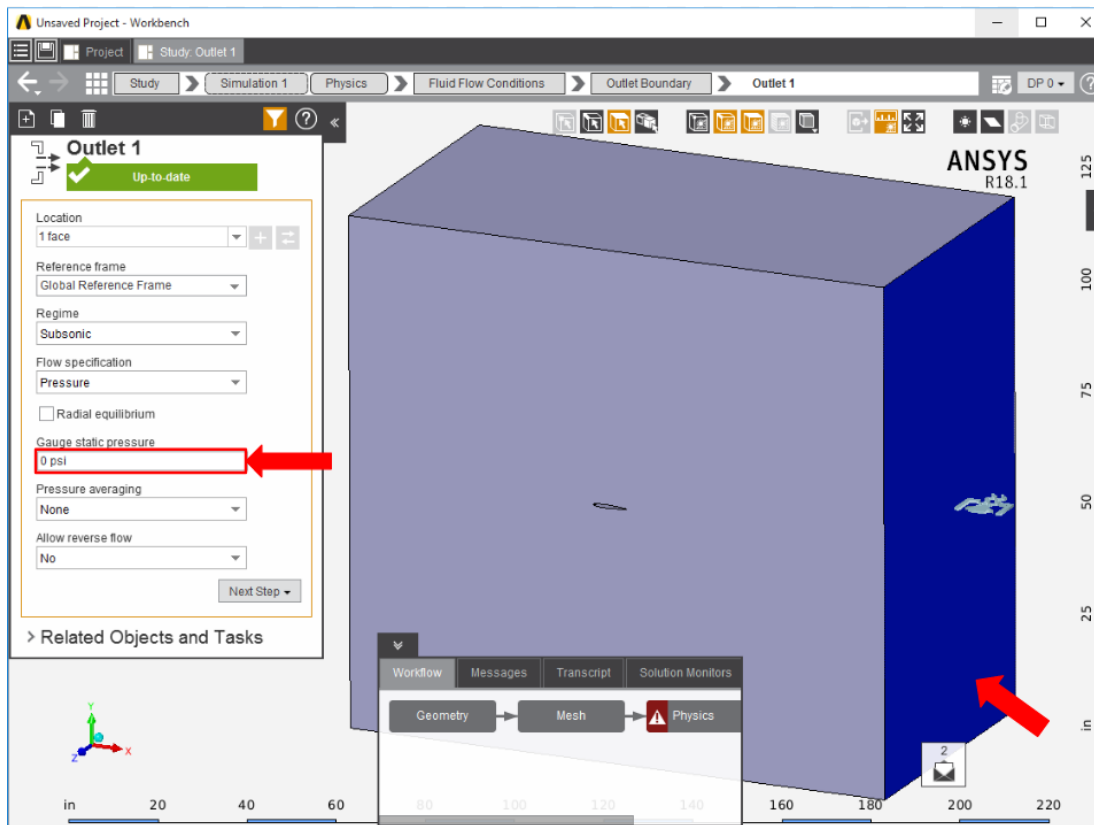 Unsaved Project - Workbench
Project
Study: Outlet 1
Study
Simulation 1
Physics
Fluid Flow Conditions
Outlet Boundary
Outlet 1
DP 0
Outlet 1
Up-to-date
Location
1 face
Reference frame
Global Reference Frame
Regime
Subsonic
Flow specification
Pressure
Radial equilibrium
Gauge static pressure
0 psi
Pressure averaging
None
Allow reverse flow
No
Next Step
> Related Objects and Tasks
ANSYS
R18.1
125
100
75
50
25
in
Workflow
Messages
Transcript
Solution Monitors
Geometry
Mesh
Physics
2
Y
X
Z
in 20 40 60 80 100 120 140 160 180 200 220